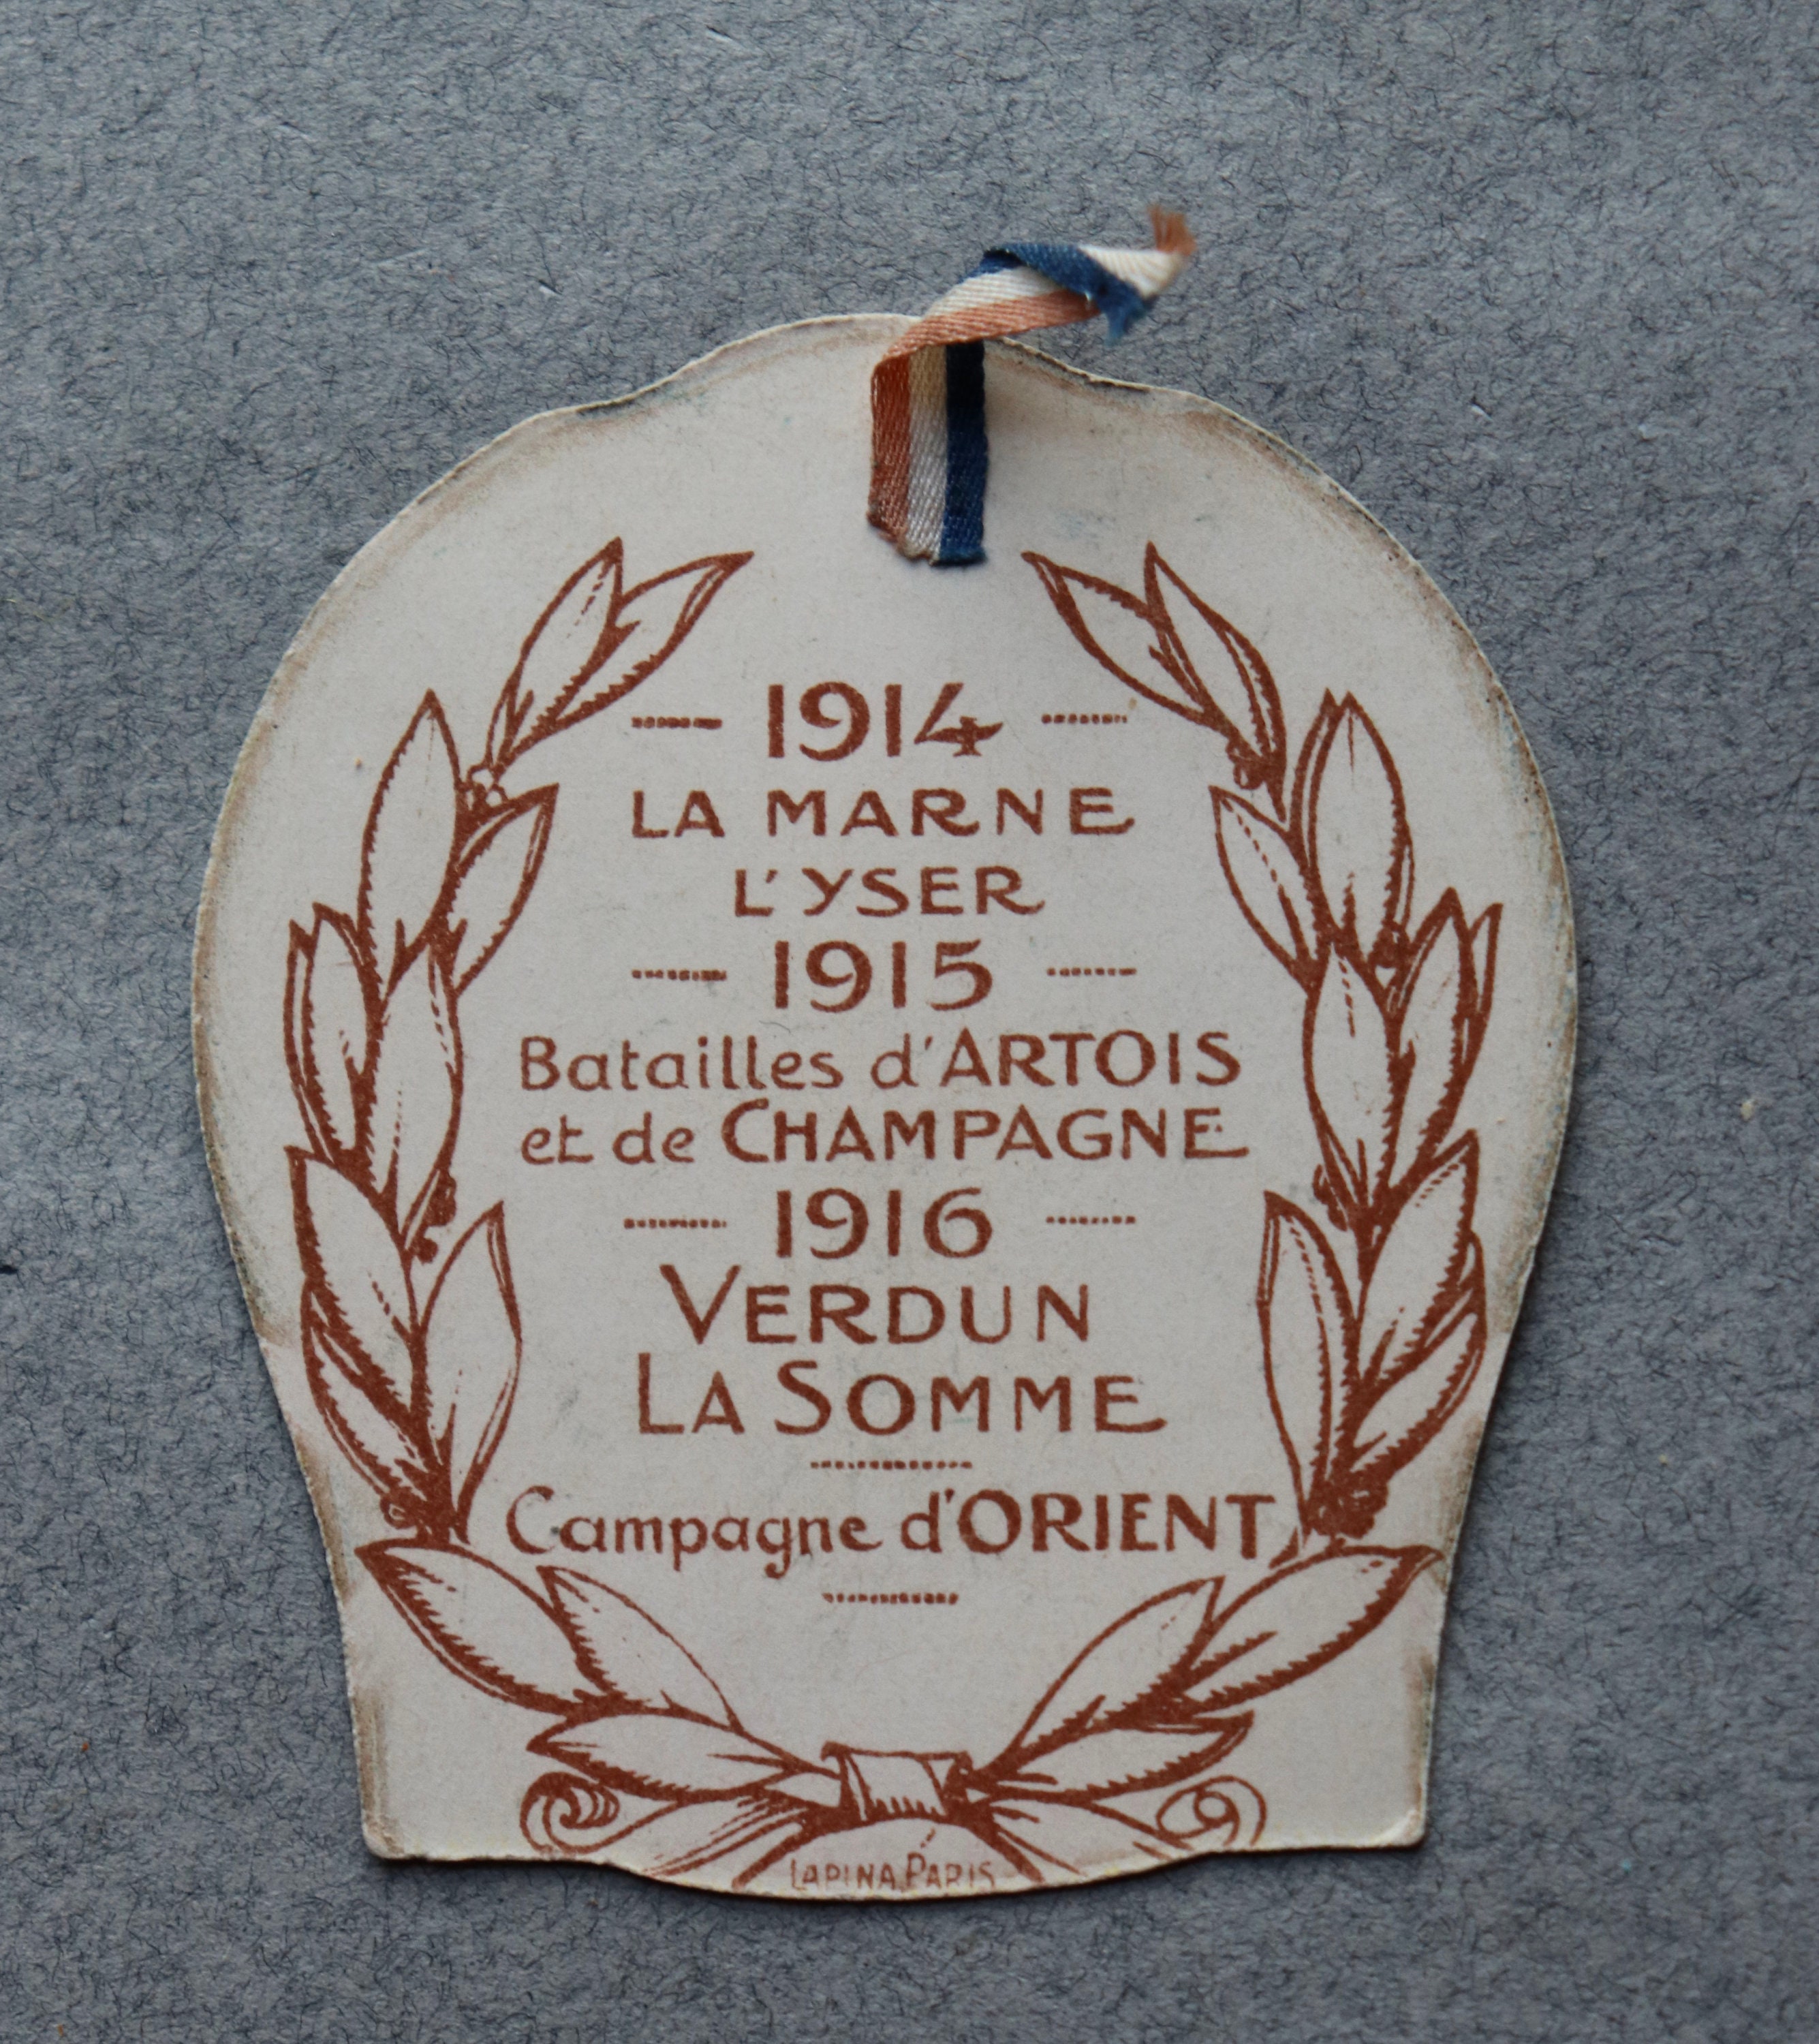 1914
LA MARNE
L'YSER
1915
Batailles d'ARTOIS
et de CHAMPAGNE
1916
VERDUN
LA SOMME
Campagne d'ORIENT
LAPINA, PARIS